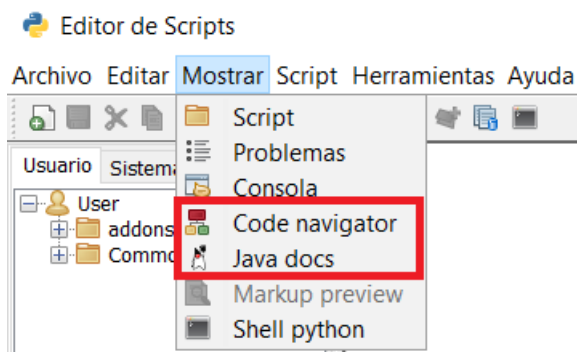 Editor de Scripts
Archivo Editar Mostrar Script Herramientas Ayuda
Script
Problemas
Usuario Sistema
Consola
User
Code navigator
addons
Java docs
Commo
Markup preview
Shell python